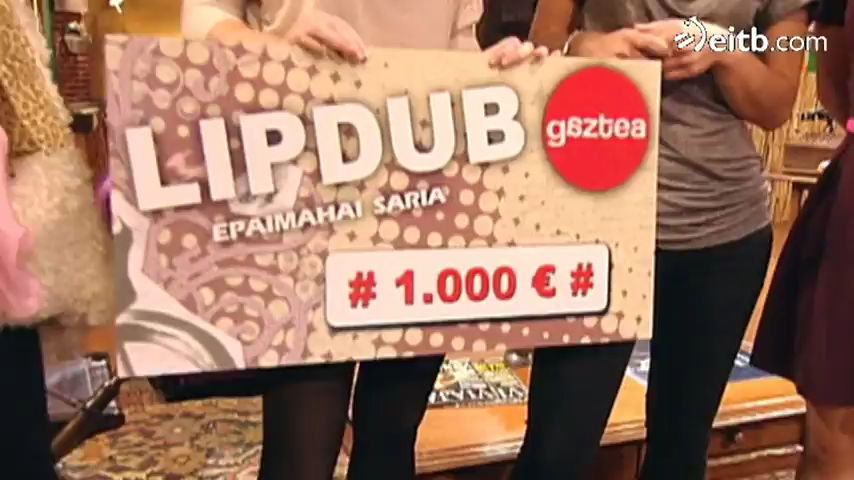 eitb.com
LIPDUB
gaztea
EPAIMAHAI SARIA
# 1.000 € #